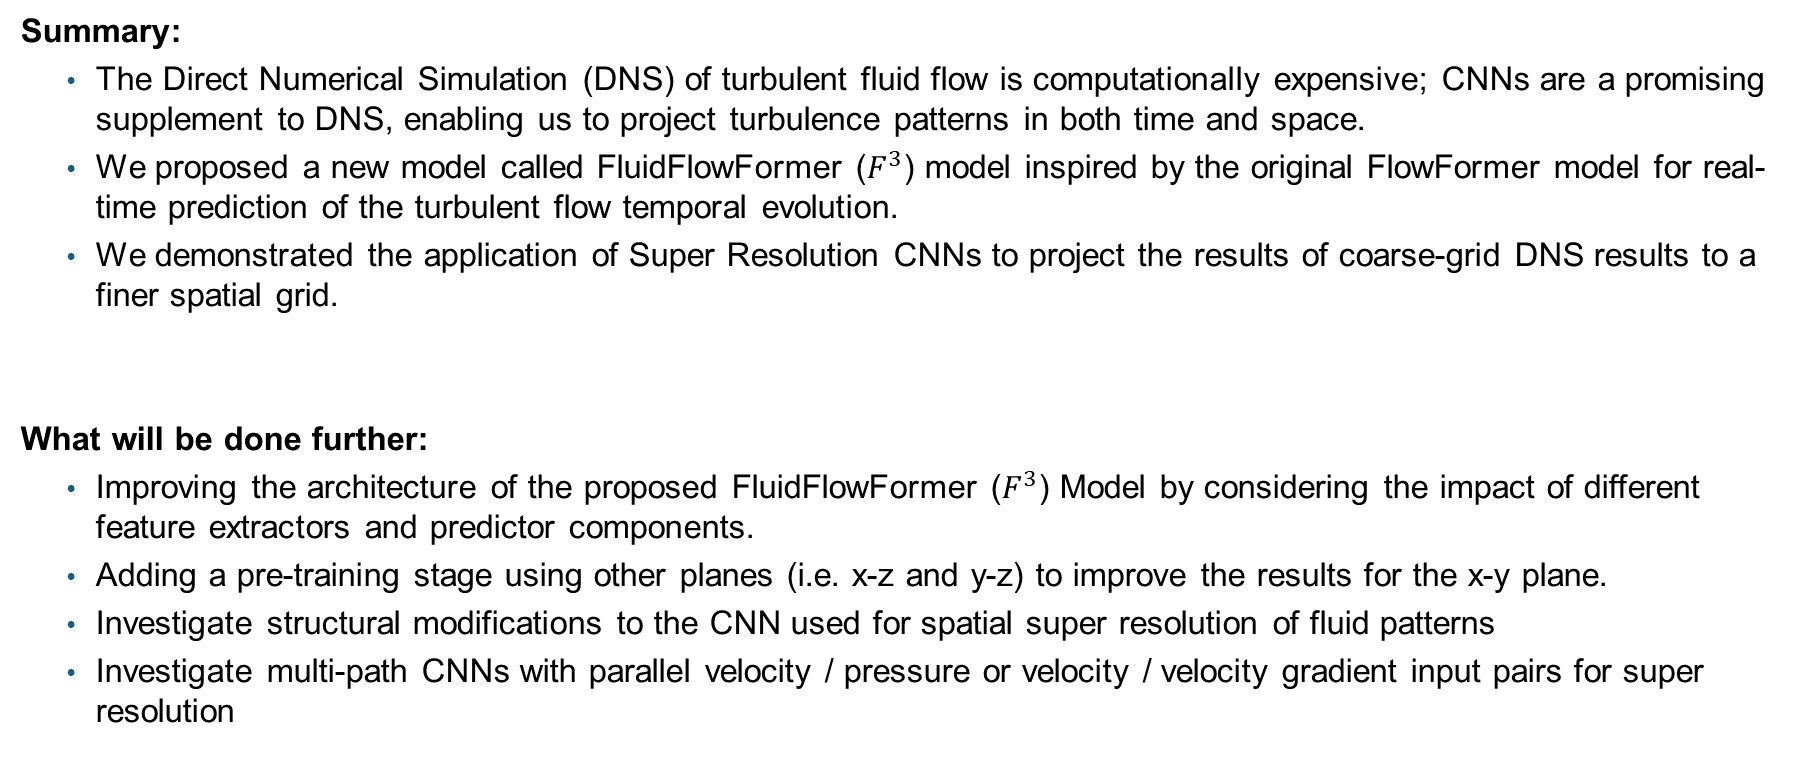 Summary:
• The Direct Numerical Simulation (DNS) of turbulent fluid flow is computationally expensive; CNNs are a promising
supplement to DNS, enabling us to project turbulence patterns in both time and space.
• We proposed a new model called FluidFlowFormer (F³) model inspired by the original FlowFormer model for real-
time prediction of the turbulent flow temporal evolution.
• We demonstrated the application of Super Resolution CNNs to project the results of coarse-grid DNS results to a
finer spatial grid.
What will be done further:
• Improving the architecture of the proposed FluidFlowFormer (F³) Model by considering the impact of different
feature extractors and predictor components.
• Adding a pre-training stage using other planes (i.e. x-z and y-z) to improve the results for the x-y plane.
• Investigate structural modifications to the CNN used for spatial super resolution of fluid patterns
• Investigate multi-path CNNs with parallel velocity / pressure or velocity / velocity gradient input pairs for super
resolution